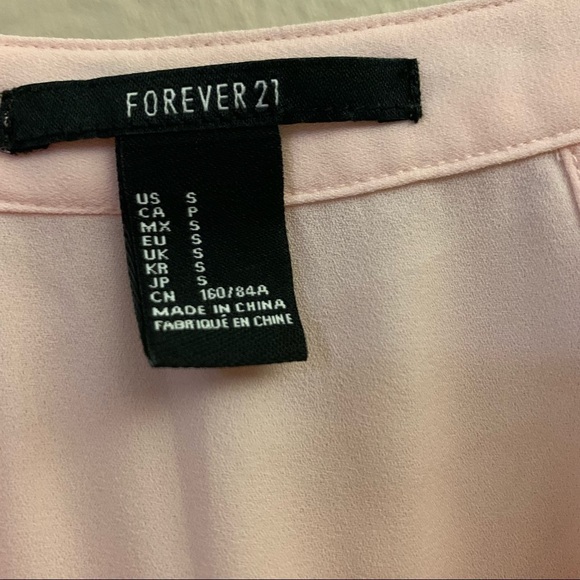 FOREVER 21
US S
CA P
MX S
EU S
UK S
KR S
JP S
CN 160/84A
MADE IN CHINA
FABRIQUÉ EN CHINE